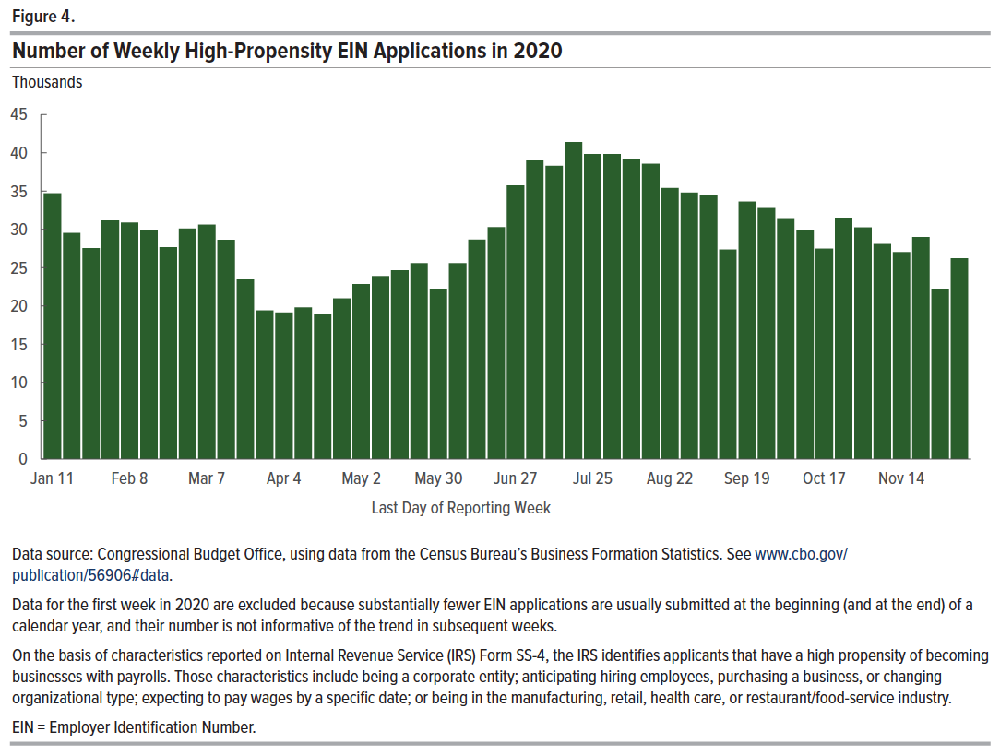 Figure 4.
Number of Weekly High-Propensity EIN Applications in 2020
Thousands
45
40
35
30
25
20
15
10
5
0
Jan 11 Feb 8 Mar 7 Apr 4 May 2 May 30 Jun 27 Jul 25 Aug 22 Sep 19 Oct 17 Nov 14
Last Day of Reporting Week
Data source: Congressional Budget Office, using data from the Census Bureau’s Business Formation Statistics. See www.cbo.gov/
publication/56906#data.
Data for the first week in 2020 are excluded because substantially fewer EIN applications are usually submitted at the beginning (and at the end) of a
calendar year, and their number is not informative of the trend in subsequent weeks.
On the basis of characteristics reported on Internal Revenue Service (IRS) Form SS-4, the IRS identifies applicants that have a high propensity of becoming
businesses with payrolls. Those characteristics include being a corporate entity; anticipating hiring employees, purchasing a business, or changing
organizational type; expecting to pay wages by a specific date; or being in the manufacturing, retail, health care, or restaurant/food-service industry.
EIN = Employer Identification Number.